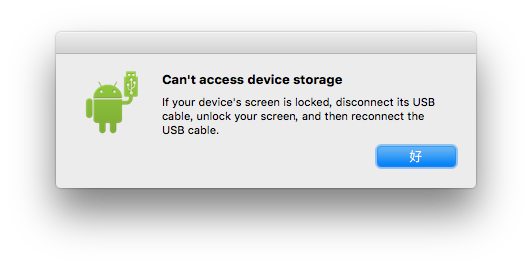 Can't access device storage
If your device's screen is locked, disconnect its USB
cable, unlock your screen, and then reconnect the
USB cable.
好